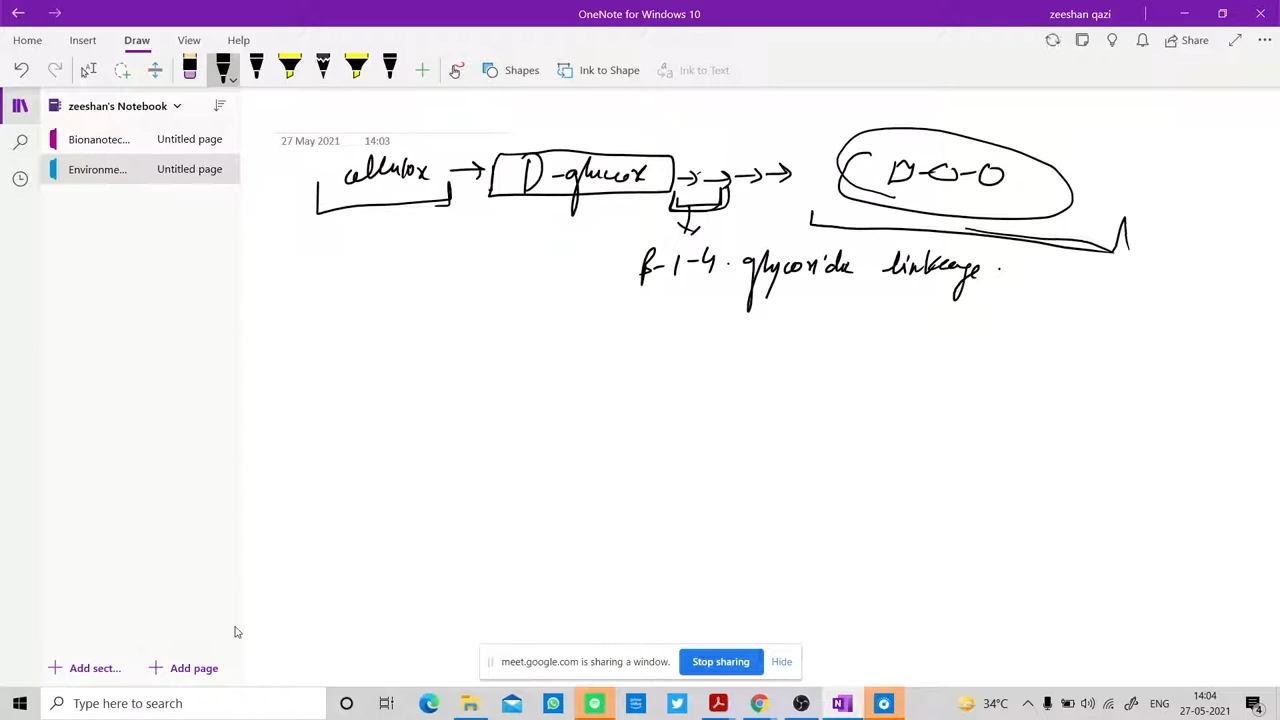 OneNote for Windows 10
zeeshan qazi
Home Insert Draw View Help
Share
Shapes Ink to Shape Ink to Text
zeeshan's Notebook
Bionanotec... Untitled page
Environme... Untitled page
27 May 2021 14:03
cellulose → D-glucose → → → → D-O-O
β-1-4. glycosidic linkeage.
Add sect... Add page
meet.google.com is sharing a window. Stop sharing Hide
Type here to search
34°C ENG 14:04 27-05-2021 4